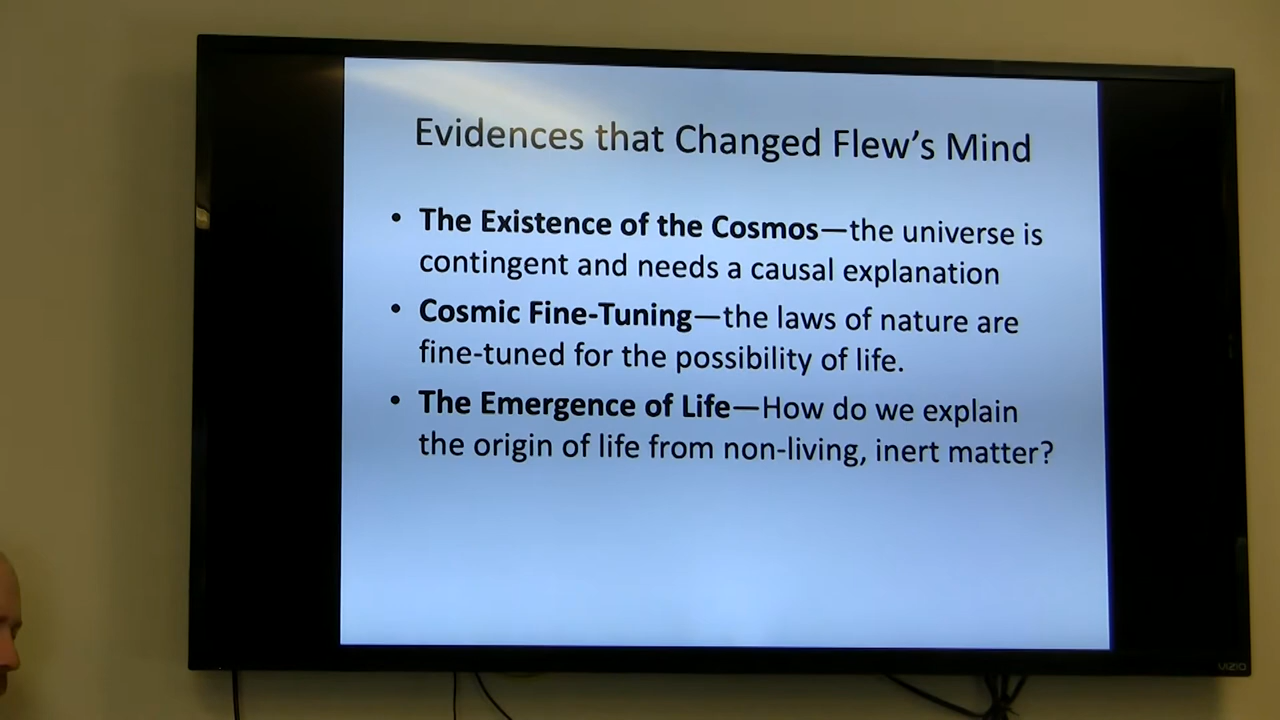 Evidences that Changed Flew's Mind
• The Existence of the Cosmos—the universe is
contingent and needs a causal explanation
• Cosmic Fine-Tuning—the laws of nature are
fine-tuned for the possibility of life.
• The Emergence of Life—How do we explain
the origin of life from non-living, inert matter?
VIZIO